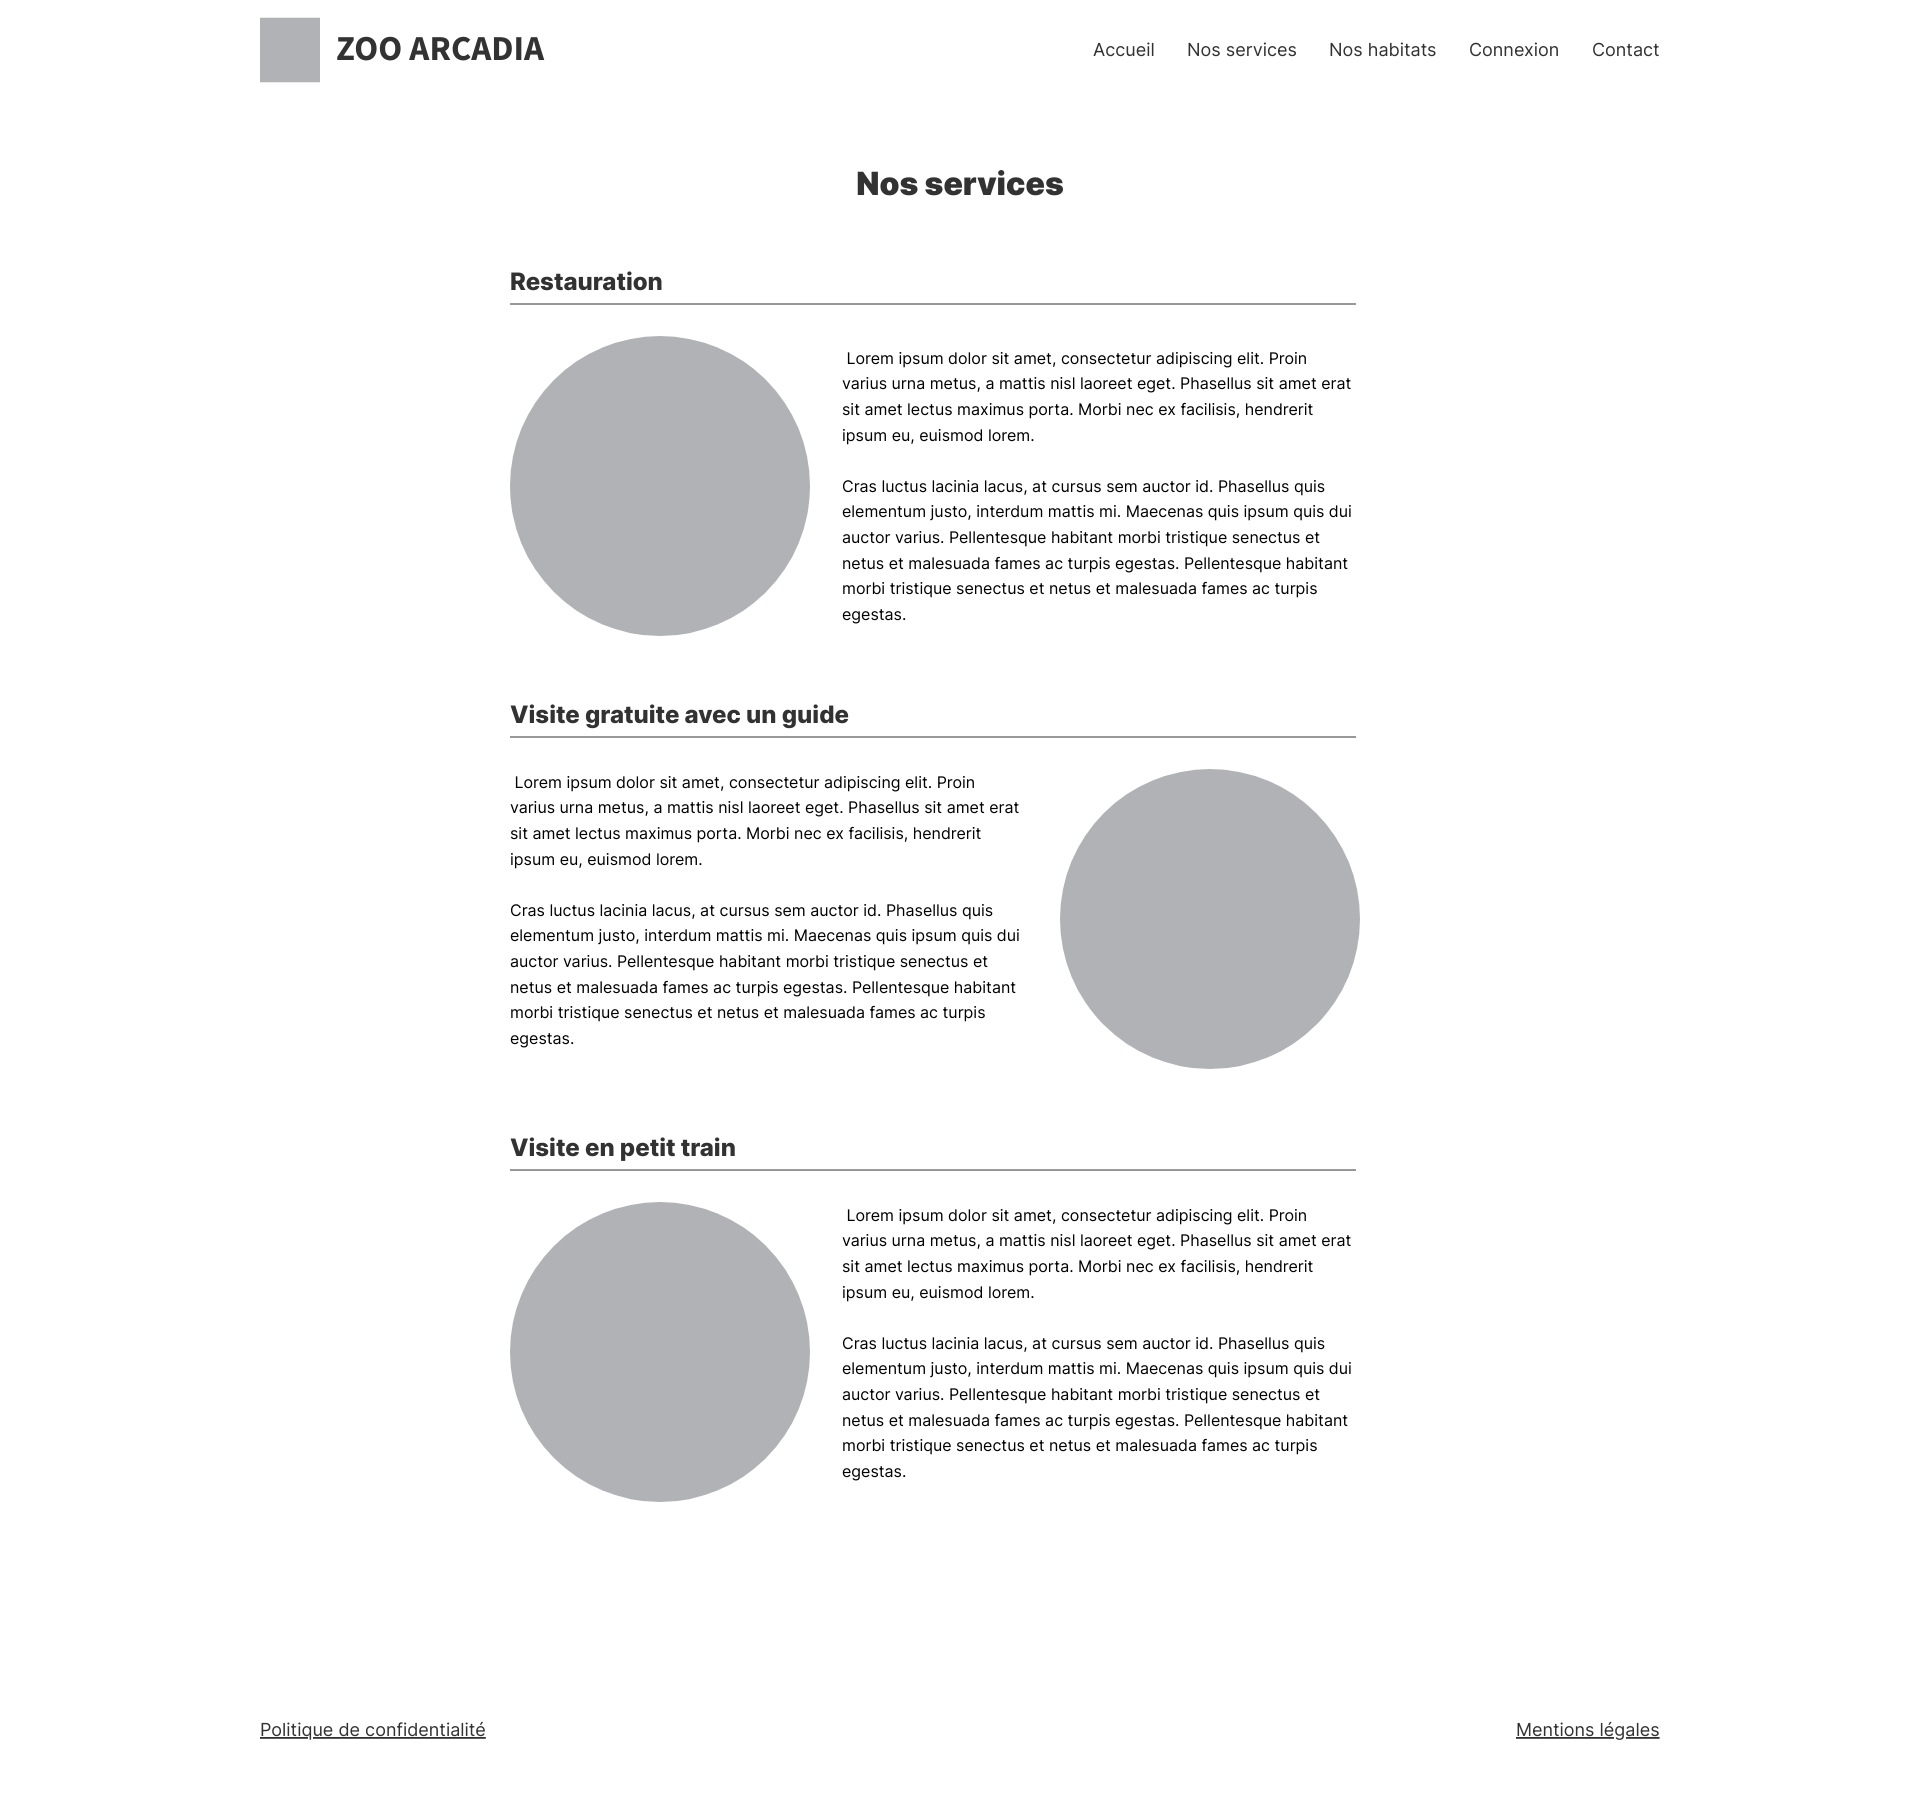 ZOO ARCADIA
Accueil Nos services Nos habitats Connexion Contact
Nos services
Restauration
Lorem ipsum dolor sit amet, consectetur adipiscing elit. Proin
varius urna metus, a mattis nisl laoreet eget. Phasellus sit amet erat
sit amet lectus maximus porta. Morbi nec ex facilisis, hendrerit
ipsum eu, euismod lorem.
Cras luctus lacinia lacus, at cursus sem auctor id. Phasellus quis
elementum justo, interdum mattis mi. Maecenas quis ipsum quis dui
auctor varius. Pellentesque habitant morbi tristique senectus et
netus et malesuada fames ac turpis egestas. Pellentesque habitant
morbi tristique senectus et netus et malesuada fames ac turpis
egestas.
Visite gratuite avec un guide
Lorem ipsum dolor sit amet, consectetur adipiscing elit. Proin
varius urna metus, a mattis nisl laoreet eget. Phasellus sit amet erat
sit amet lectus maximus porta. Morbi nec ex facilisis, hendrerit
ipsum eu, euismod lorem.
Cras luctus lacinia lacus, at cursus sem auctor id. Phasellus quis
elementum justo, interdum mattis mi. Maecenas quis ipsum quis dui
auctor varius. Pellentesque habitant morbi tristique senectus et
netus et malesuada fames ac turpis egestas. Pellentesque habitant
morbi tristique senectus et netus et malesuada fames ac turpis
egestas.
Visite en petit train
Lorem ipsum dolor sit amet, consectetur adipiscing elit. Proin
varius urna metus, a mattis nisl laoreet eget. Phasellus sit amet erat
sit amet lectus maximus porta. Morbi nec ex facilisis, hendrerit
ipsum eu, euismod lorem.
Cras luctus lacinia lacus, at cursus sem auctor id. Phasellus quis
elementum justo, interdum mattis mi. Maecenas quis ipsum quis dui
auctor varius. Pellentesque habitant morbi tristique senectus et
netus et malesuada fames ac turpis egestas. Pellentesque habitant
morbi tristique senectus et netus et malesuada fames ac turpis
egestas.
Politique de confidentialité
Mentions légales